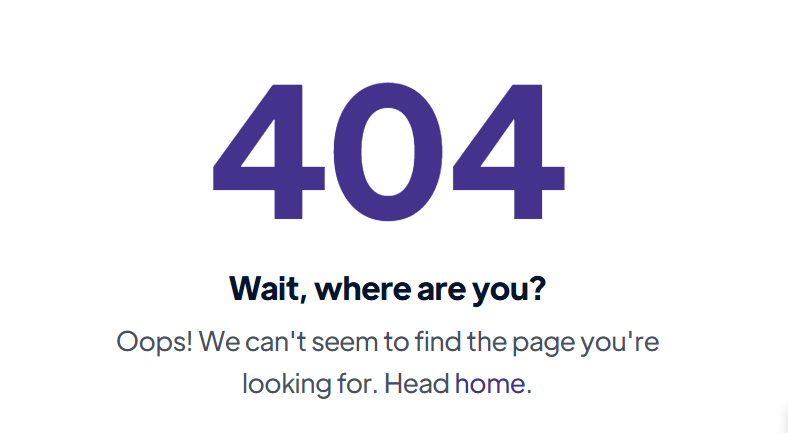 404
Wait, where are you?
Oops! We can't seem to find the page you're
looking for. Head home.